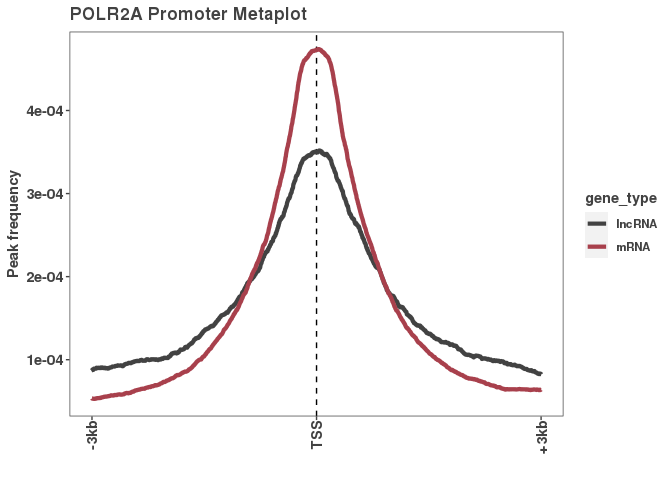 POLR2A Promoter Metaplot
Peak frequency
4e-04
3e-04
2e-04
1e-04
-3kb
TSS
+3kb
gene_type
lncRNA
mRNA